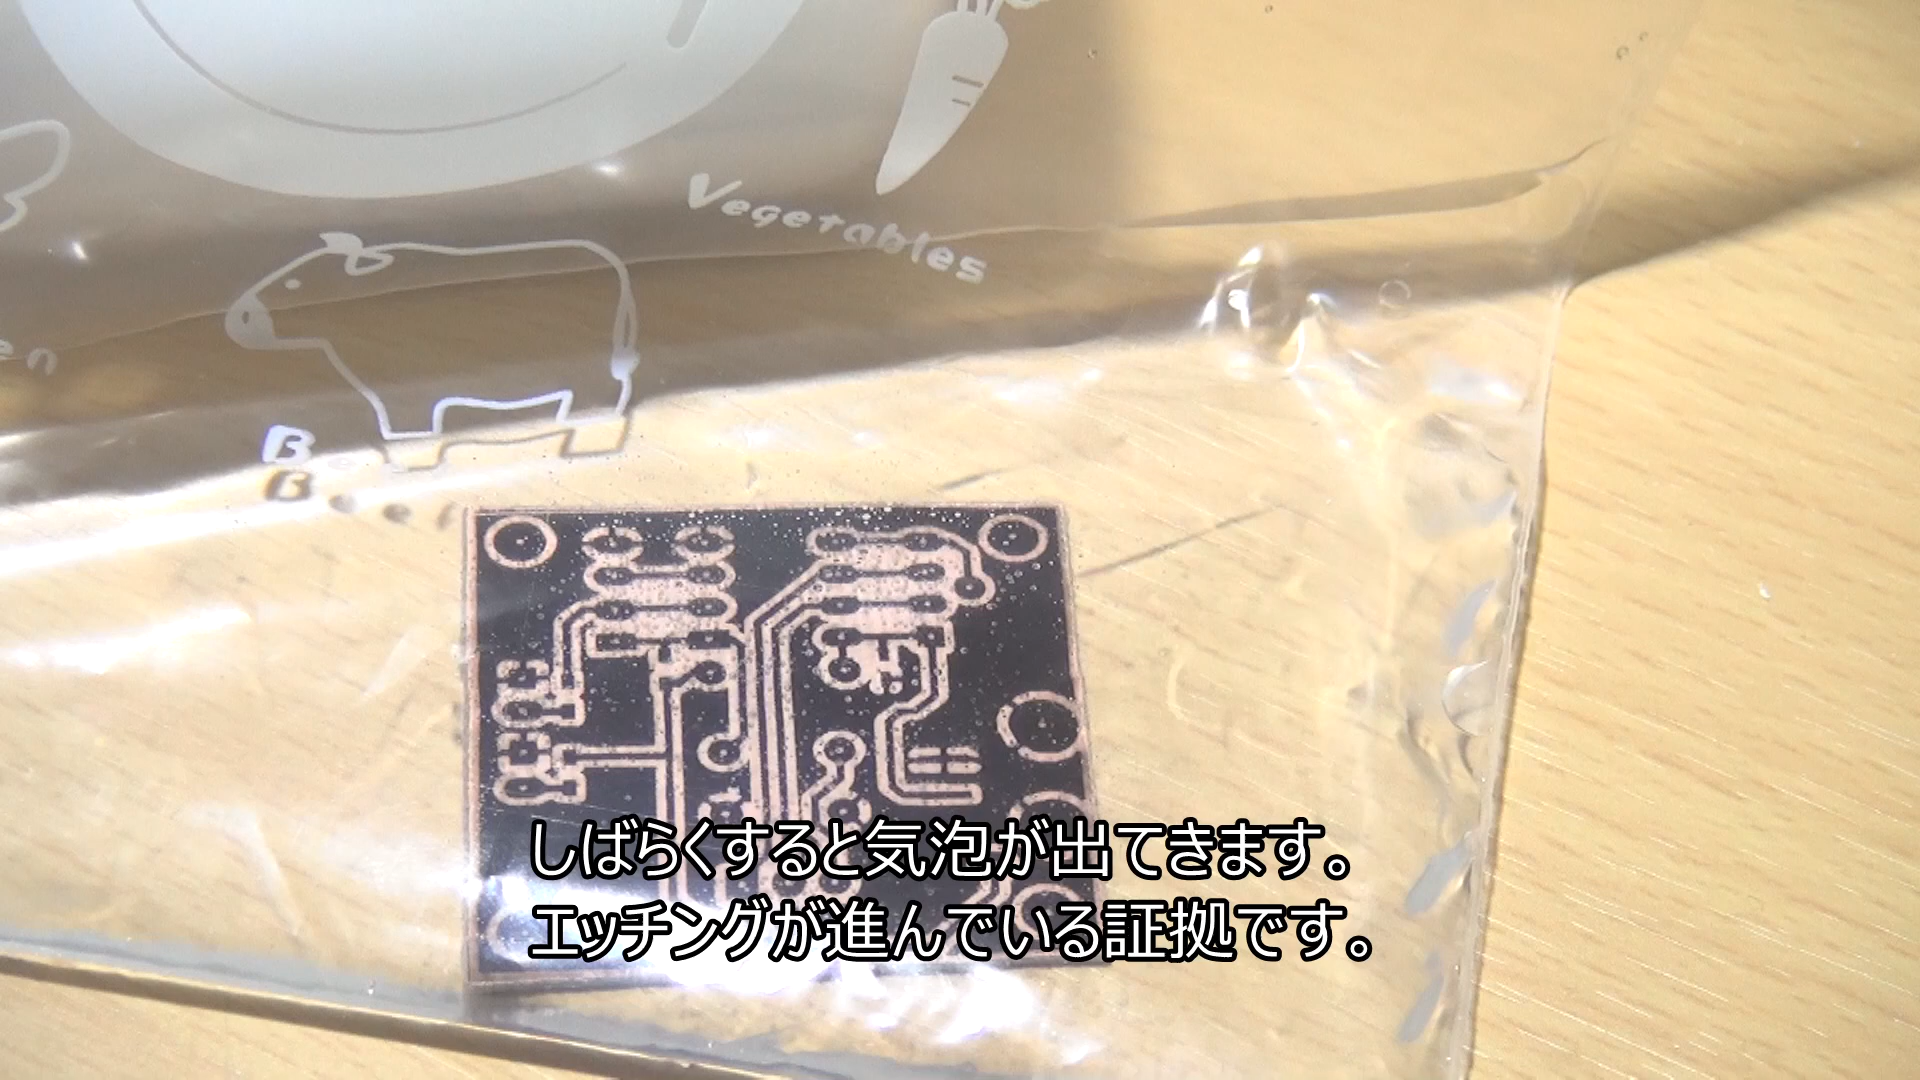 Vegetables
en
しばらくすると気泡が出てきます。
エッチングが進んでいる証拠です。